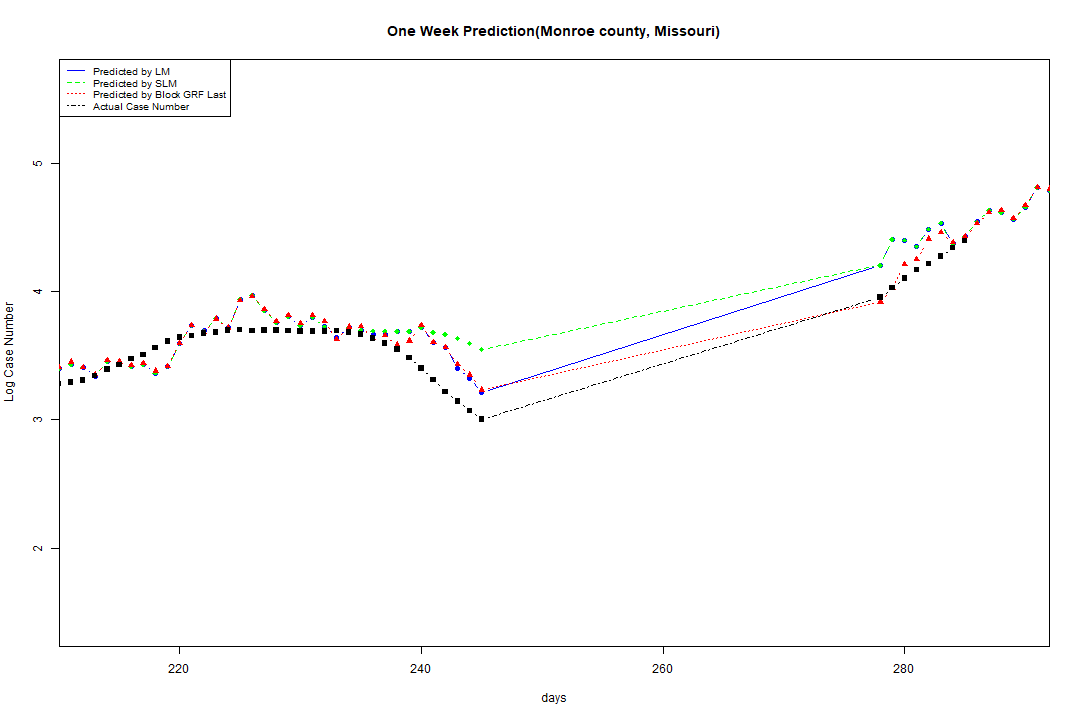 One Week Prediction(Monroe county, Missouri)
Predicted by LM
Predicted by SLM
Predicted by Block GRF Last
Actual Case Number
5
4
3
2
Log Case Number
220
240
260
280
days